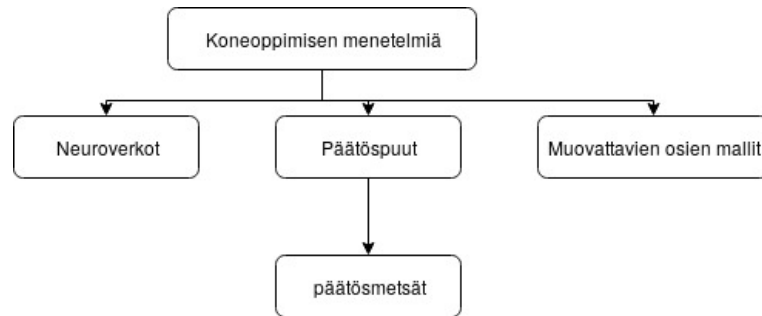 Koneoppimisen menetelmiä
Neuroverkot
Päätöspuut
Muovattavien osien mallit
päätösmetsät